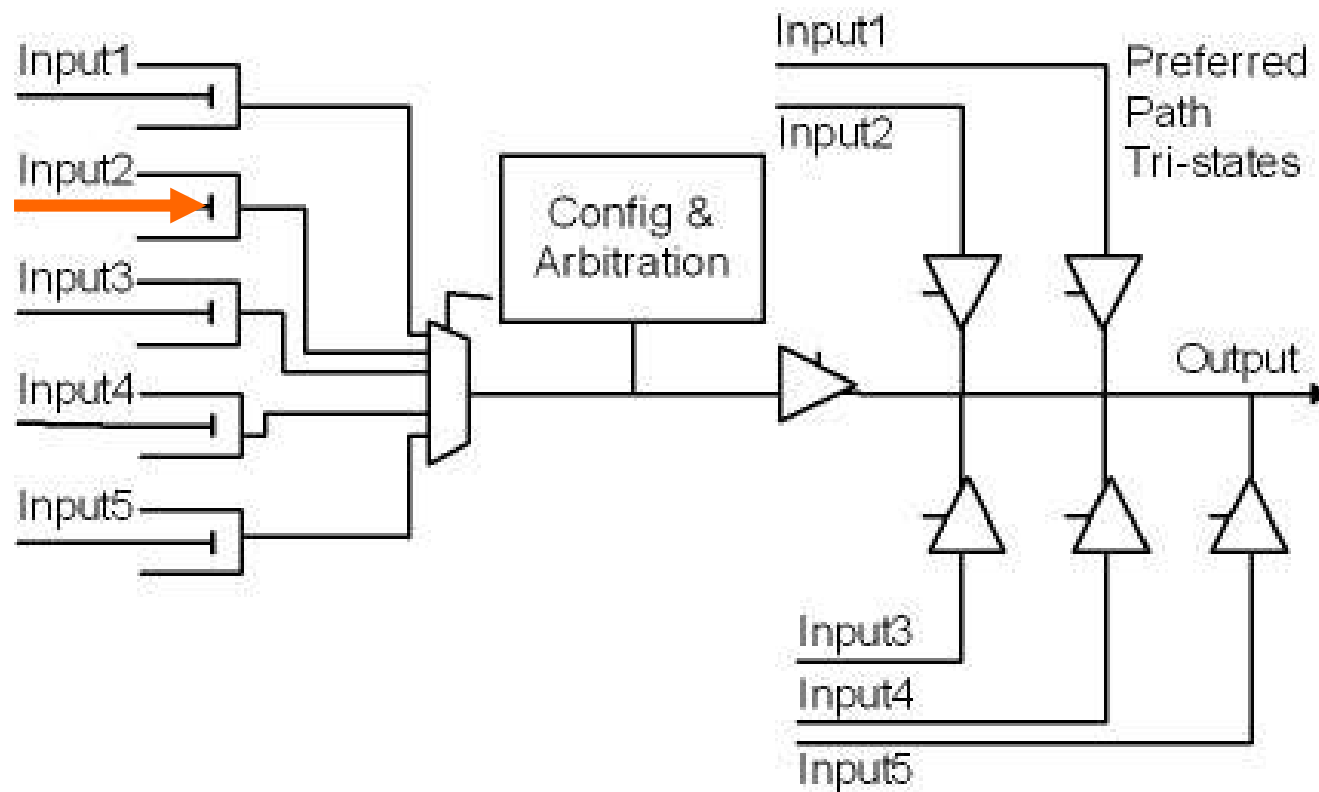 Input1
Input2
Input3
Input4
Input5
Config &
Arbitration
Input1
Input2
Preferred
Path
Tri-states
Output
Input3
Input4
Input5